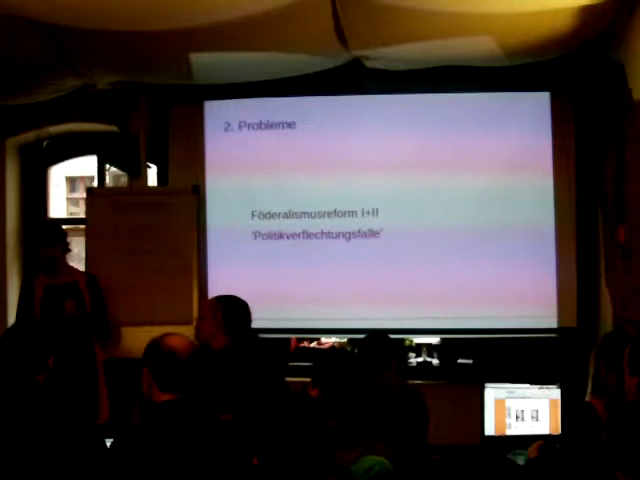 2. Probleme
Föderalismusreform I+II
'Politikverflechtungsfalle'